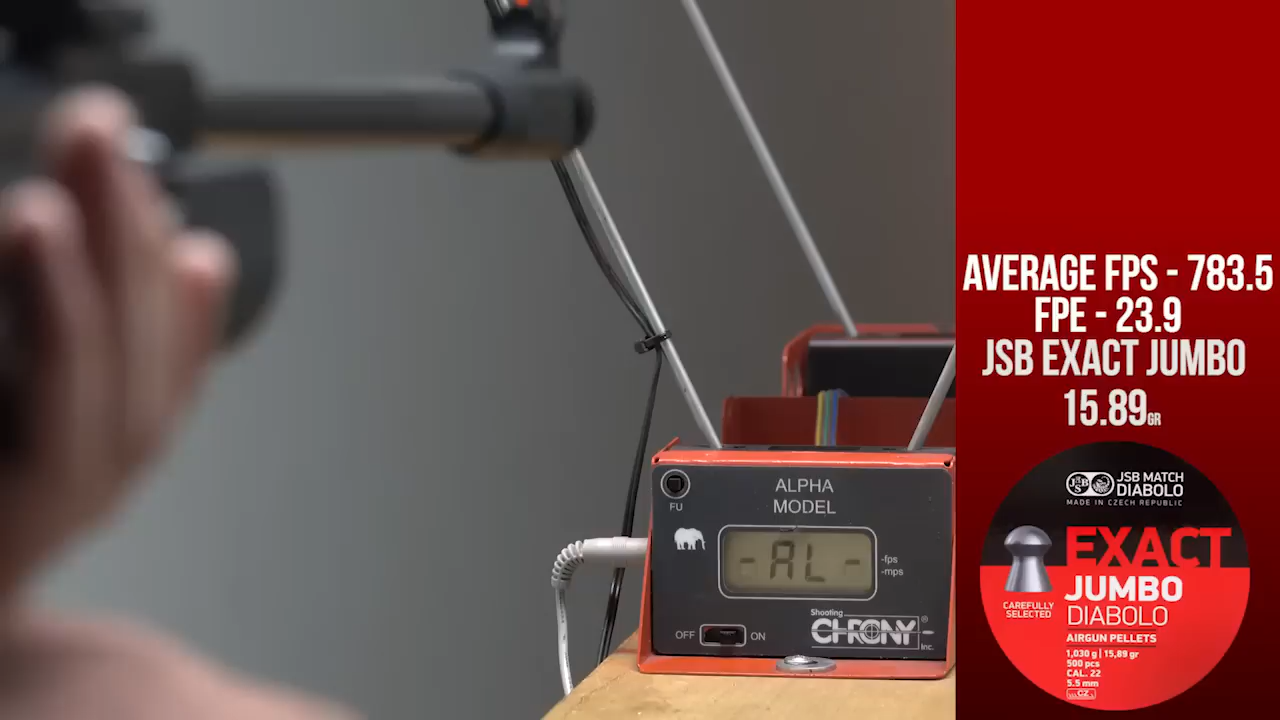 AVERAGE FPS - 783.5
FPE - 23.9
JSB EXACT JUMBO
15.89GR
JSB
JSB MATCH
DIABOLO
MADE IN CZECH REPUBLIC
EXACT
JUMBO
DIABOLO
CAREFULLY
SELECTED
AIRGUN PELLETS
1,030 g | 15,89 gr
500 pcs
CAL. 22
5.5 mm
CZ
FU
ALPHA
MODEL
-AL-
-fps
-mps
OFF
ON
Shooting
CHRONY®
Inc.